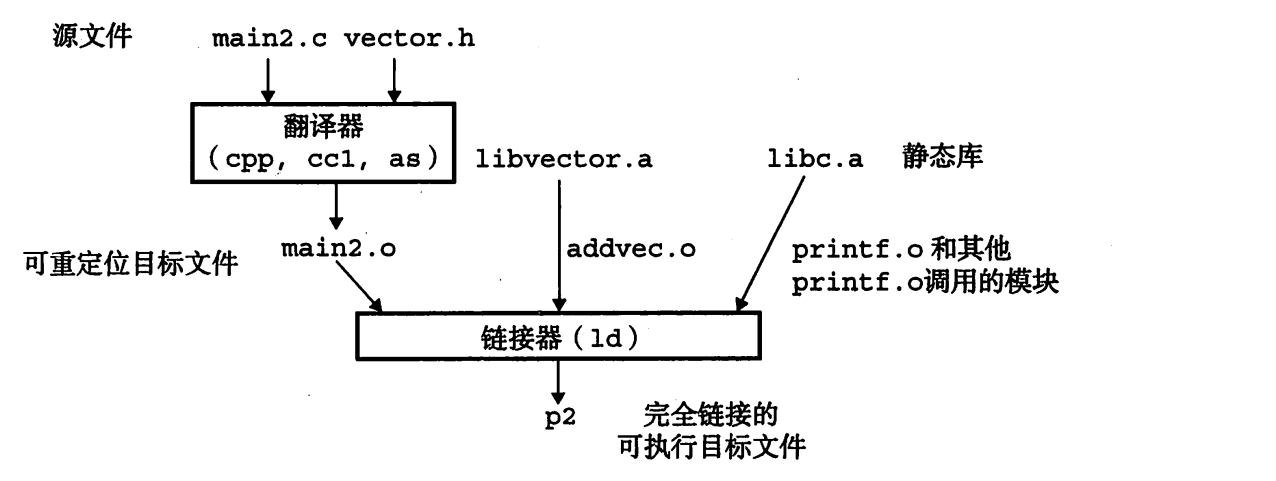 源文件 main2.c vector.h
翻译器
(cpp, cc1, as)
libvector.a
libc.a 静态库
可重定位目标文件
main2.o
addvec.o
printf.o 和其他
printf.o调用的模块
链接器(ld)
p2
完全链接的
可执行目标文件